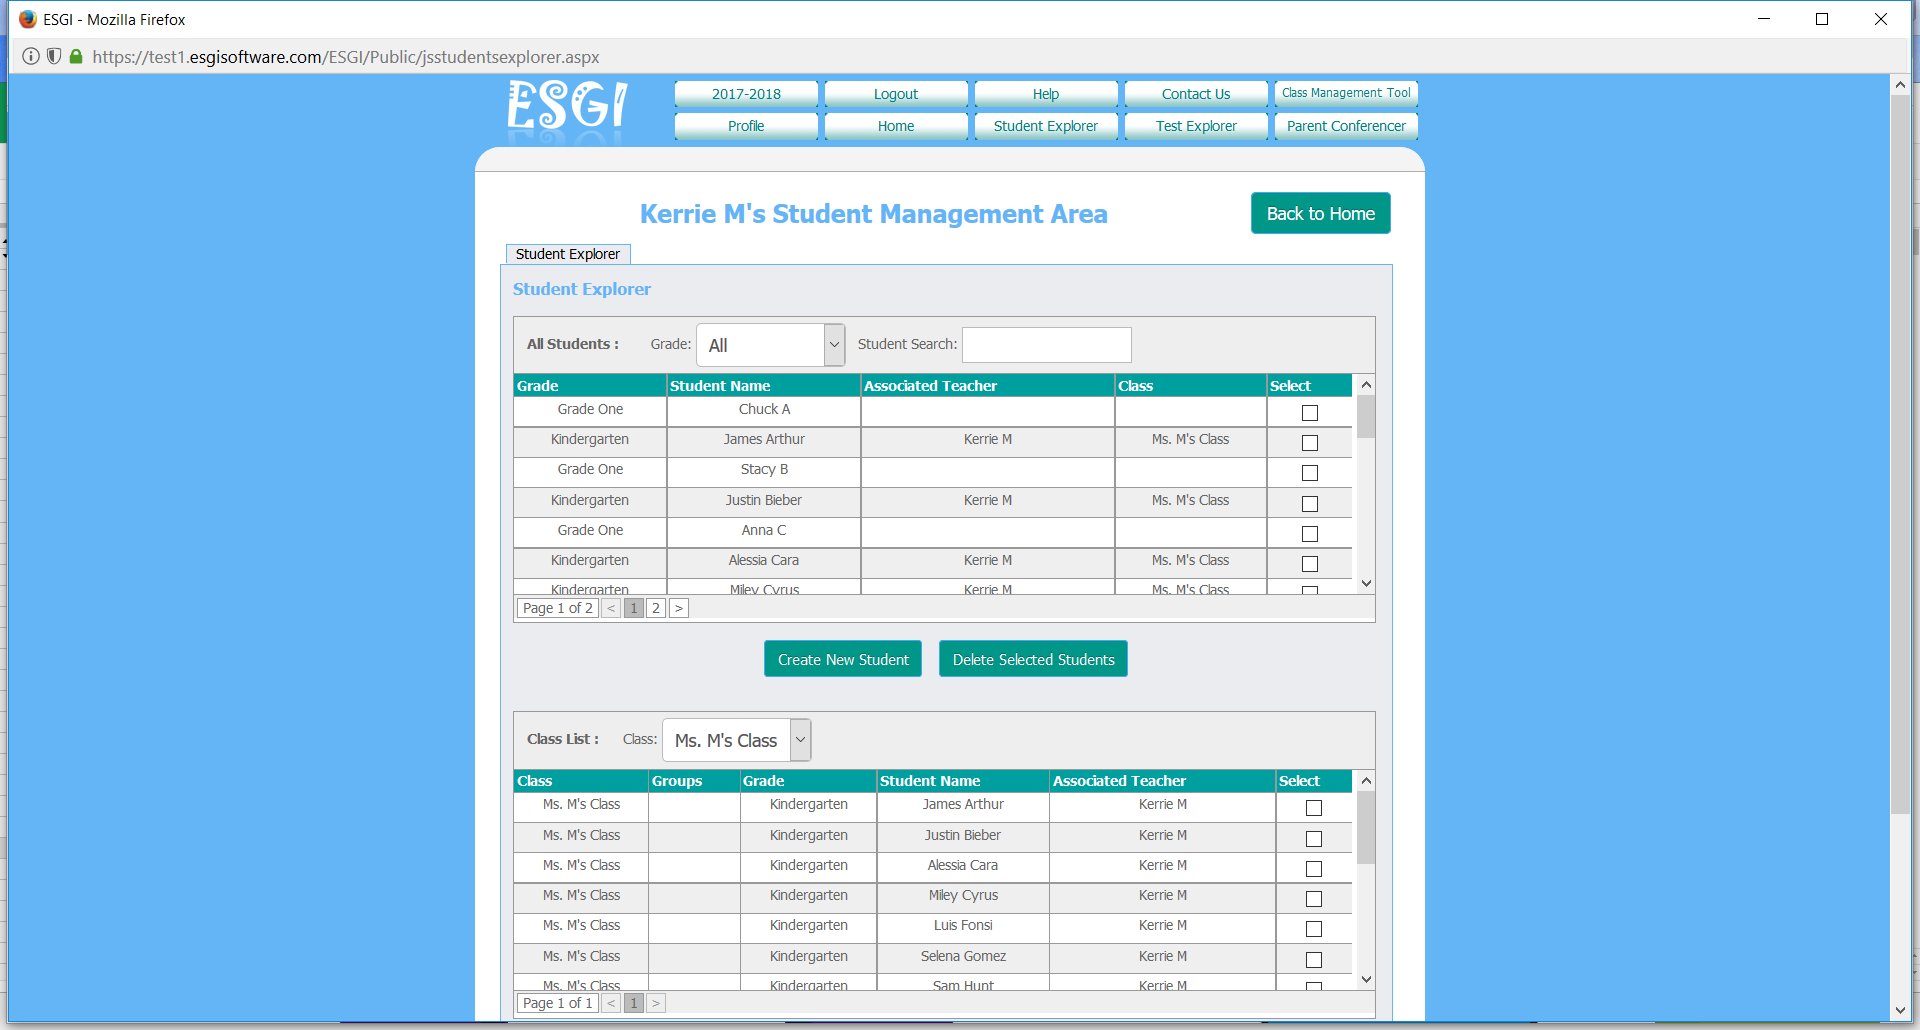 ESGI - Mozilla Firefox
https://test1.esgisoftware.com/ESGI/Public/jsstudentsexplorer.aspx
ESGI
2017-2018 Logout Help Contact Us Class Management Tool
Profile Home Student Explorer Test Explorer Parent Conferencer
Kerrie M's Student Management Area
Back to Home
Student Explorer
Student Explorer
All Students : Grade: All Student Search:
Grade Student Name Associated Teacher Class Select
Grade One Chuck A
Kindergarten James Arthur Kerrie M Ms. M's Class
Grade One Stacy B
Kindergarten Justin Bieber Kerrie M Ms. M's Class
Grade One Anna C
Kindergarten Alessia Cara Kerrie M Ms. M's Class
Kindergarten Miley Cyrus Kerrie M Ms. M's Class
Page 1 of 2 < 1 2 >
Create New Student Delete Selected Students
Class List : Class: Ms. M's Class
Class Groups Grade Student Name Associated Teacher Select
Ms. M's Class Kindergarten James Arthur Kerrie M
Ms. M's Class Kindergarten Justin Bieber Kerrie M
Ms. M's Class Kindergarten Alessia Cara Kerrie M
Ms. M's Class Kindergarten Miley Cyrus Kerrie M
Ms. M's Class Kindergarten Luis Fonsi Kerrie M
Ms. M's Class Kindergarten Selena Gomez Kerrie M
Ms. M's Class Kindergarten Sam Hunt Kerrie M
Page 1 of 1 < 1 >